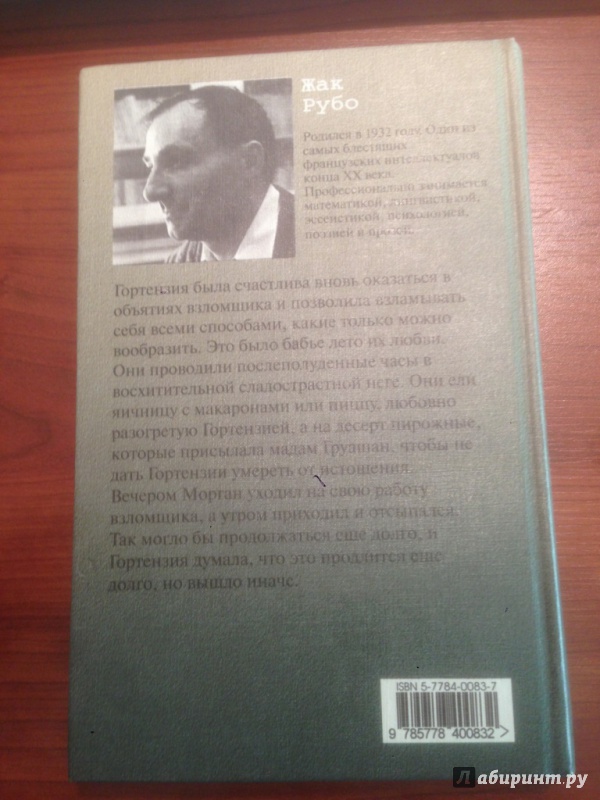 Жак
Рубо
Родился в 1932 году. Один из
самых блестящих
французских интеллектуалов
конца XX века.
Профессионально занимается
математикой, лингвистикой,
эссеистикой, психологией,
поэзией и прозой.
Гортензия была счастлива вновь оказаться в
объятиях взломщика и позволила взламывать
себя всеми способами, какие только можно
вообразить. Это было бабье лето их любви.
Они проводили послеполуденные часы в
восхитительной сладострастной неге. Они ели
яичницу с макаронами или пиццу, любовно
разогретую Гортензией, а на десерт пирожные,
которые присылала мадам Груашан, чтобы не
дать Гортензии умереть от истощения.
Вечером Морган уходил на свою работу
взломщика, а утром приходил и отсыпался.
Так могло бы продолжаться еще долго, и
Гортензия думала, что это продлится еще
долго, но вышло иначе.
ISBN 5-7784-0083-7
9 785778 400832 >
Лабиринт.ру